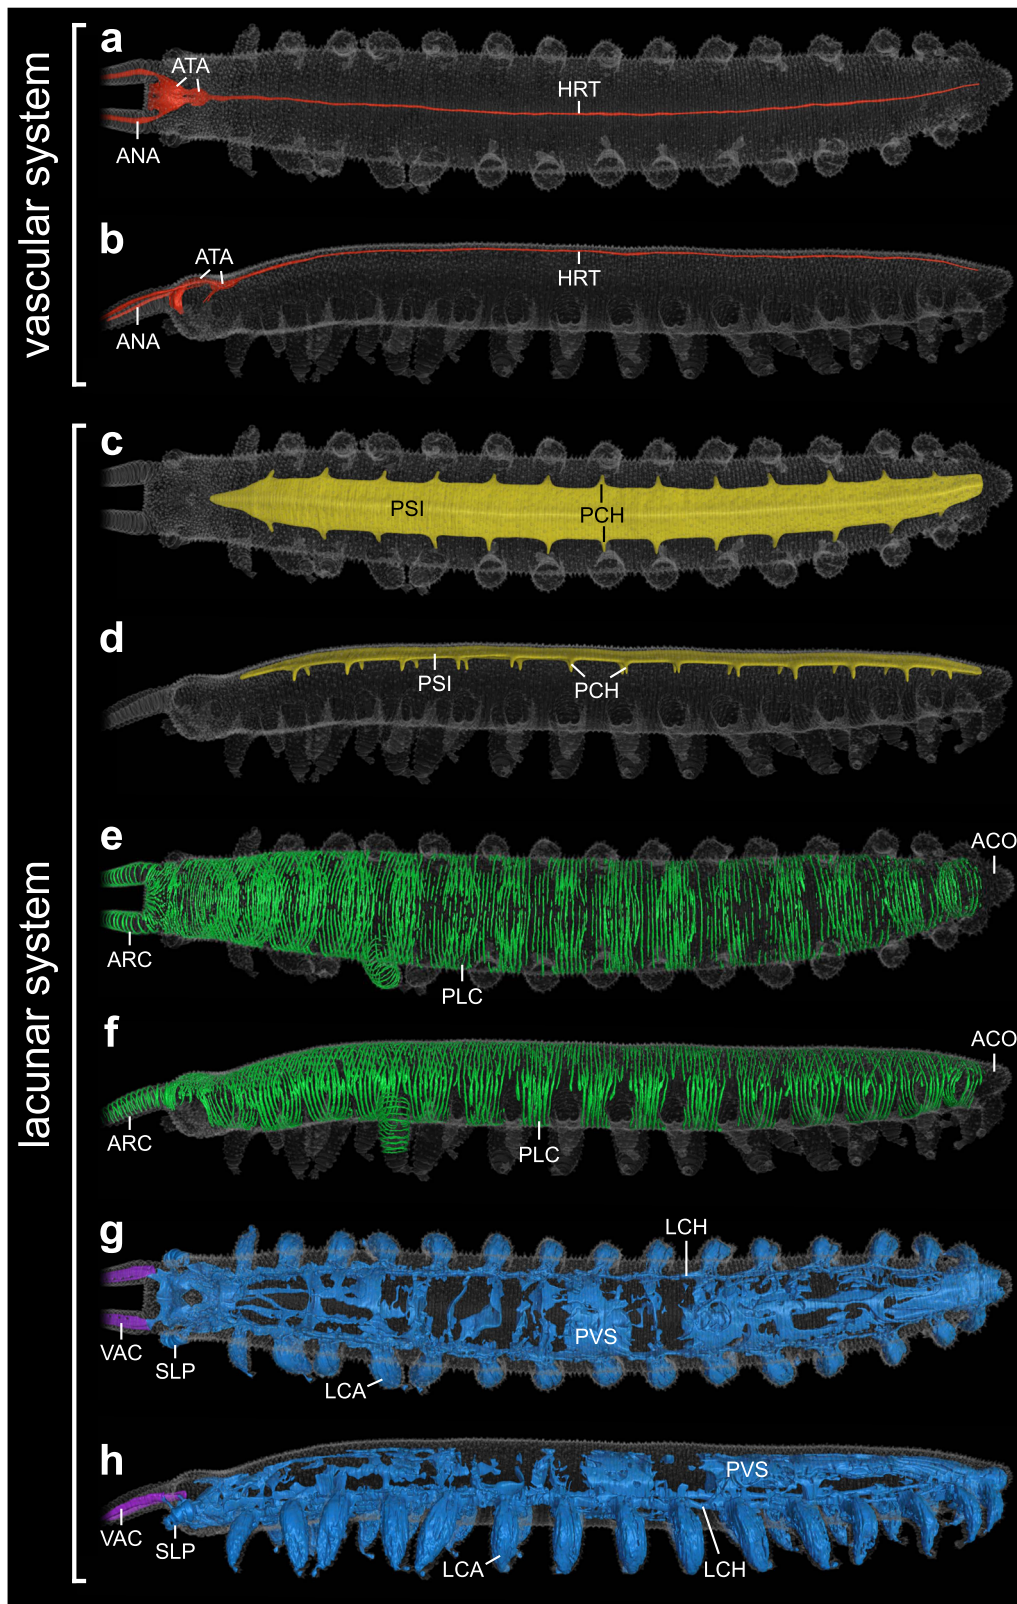 vascular system
a
ATA
HRT
ANA
b
ATA
HRT
ANA
lacunar system
c
PSI
PCH
d
PSI
PCH
e
ACO
ARC
PLC
f
ACO
ARC
PLC
g
LCH
PVS
VAC
SLP
LCA
h
PVS
VAC
SLP
LCA
LCH